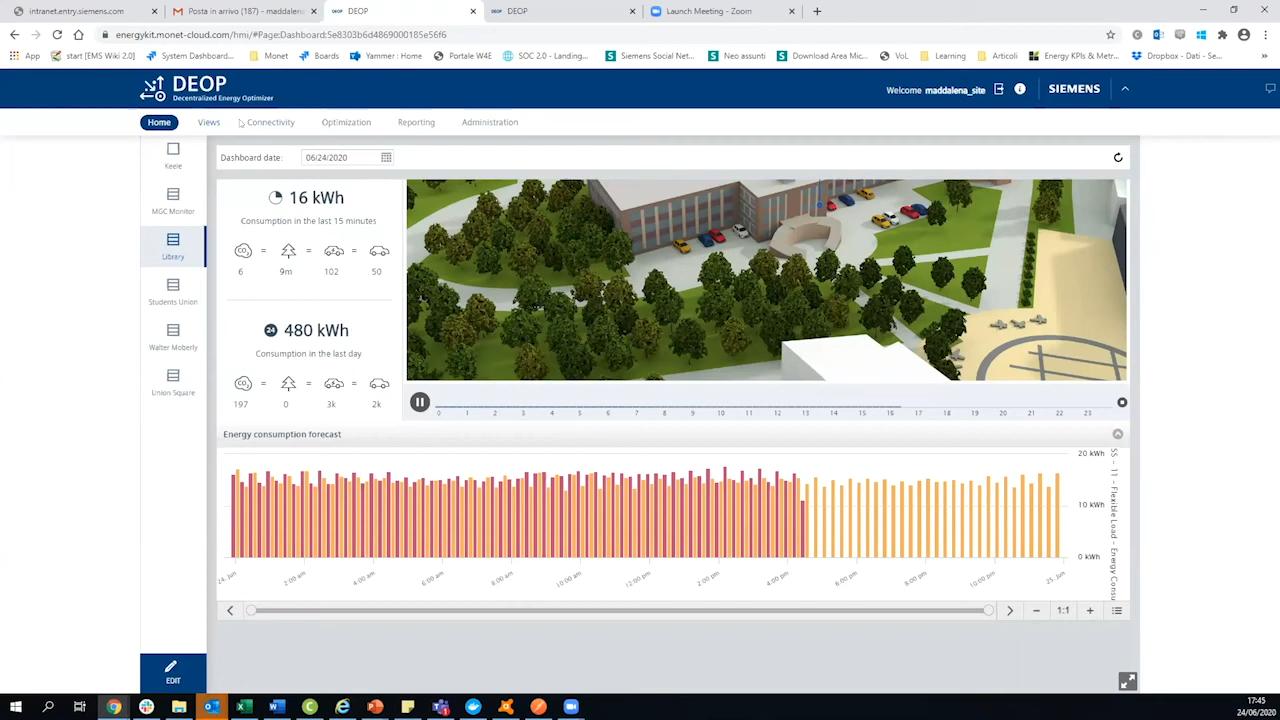 intranet.entry.siemens.com
Posta in arrivo (187) - maddalena
DEOP
DEOP
Launch Meeting - Zoom
energykit.monet-cloud.com/hmi/#Page:Dashboard:5e8303b6d4869000185e56f6
App
start [EMS Wiki 2.0]
System Dashboard...
Monet
Boards
Yammer : Home
Portale W4E
SOC 2.0 - Landing...
Siemens Social Net...
Neo assunti
Download Area Mic...
VoL
Learning
Articoli
Energy KPIs & Metr...
Dropbox - Dati - Se...
»
DEOP
Decentralized Energy Optimizer
Welcome maddalena_site
SIEMENS
Home
Views
Connectivity
Optimization
Reporting
Administration
Keele
MGC Monitor
Library
Students Union
Walter Moberly
Union Square
EDIT
Dashboard date:
06/24/2020
16 kWh
Consumption in the last 15 minutes
CO2 = = =
6 9m 102 50
24 480 kWh
Consumption in the last day
CO2 = = =
197 0 3k 2k
0 1 2 3 4 5 6 7 8 9 10 11 12 13 14 15 16 17 18 19 20 21 22 23
Energy consumption forecast
20 kWh
10 kWh
0 kWh
SS - 11 - Flexible Load - Energy Consu
24. Jun
2:00 am
4:00 am
6:00 am
8:00 am
10:00 am
12:00 pm
2:00 pm
4:00 pm
6:00 pm
8:00 pm
10:00 pm
25. Jun
1:1
17:45
24/06/2020